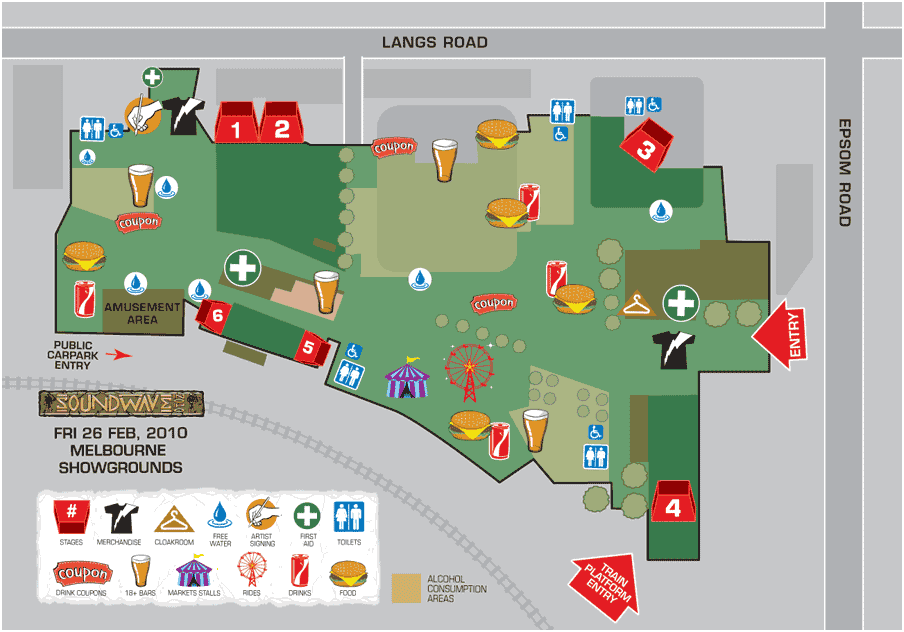 LANGS ROAD
EPSOM ROAD
1
2
3
coupon
coupon
coupon
AMUSEMENT
AREA
6
5
4
ENTRY
PUBLIC
CARPARK
ENTRY
SOUNDWAVE
FRI 26 FEB, 2010
MELBOURNE
SHOWGROUNDS
#
STAGES
MERCHANDISE
CLOAKROOM
FREE
WATER
ARTIST
SIGNING
FIRST
AID
TOILETS
coupon
DRINK COUPONS
18+ BARS
MARKETS STALLS
RIDES
DRINKS
FOOD
ALCOHOL
CONSUMPTION
AREAS
TRAIN
PLATFORM
ENTRY